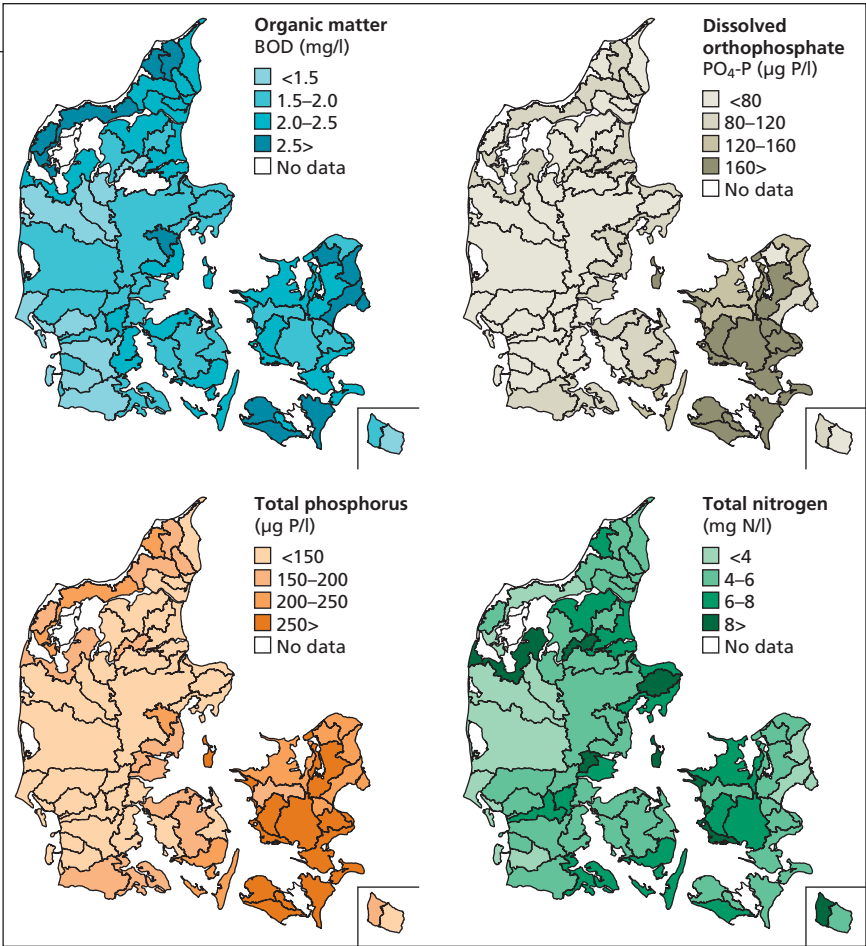 Organic matter
BOD (mg/l)
<1.5
1.5–2.0
2.0–2.5
2.5>
No data
Dissolved
orthophosphate
PO₄-P (µg P/l)
<80
80–120
120–160
160>
No data
Total phosphorus
(µg P/l)
<150
150–200
200–250
250>
No data
Total nitrogen
(mg N/l)
<4
4–6
6–8
8>
No data